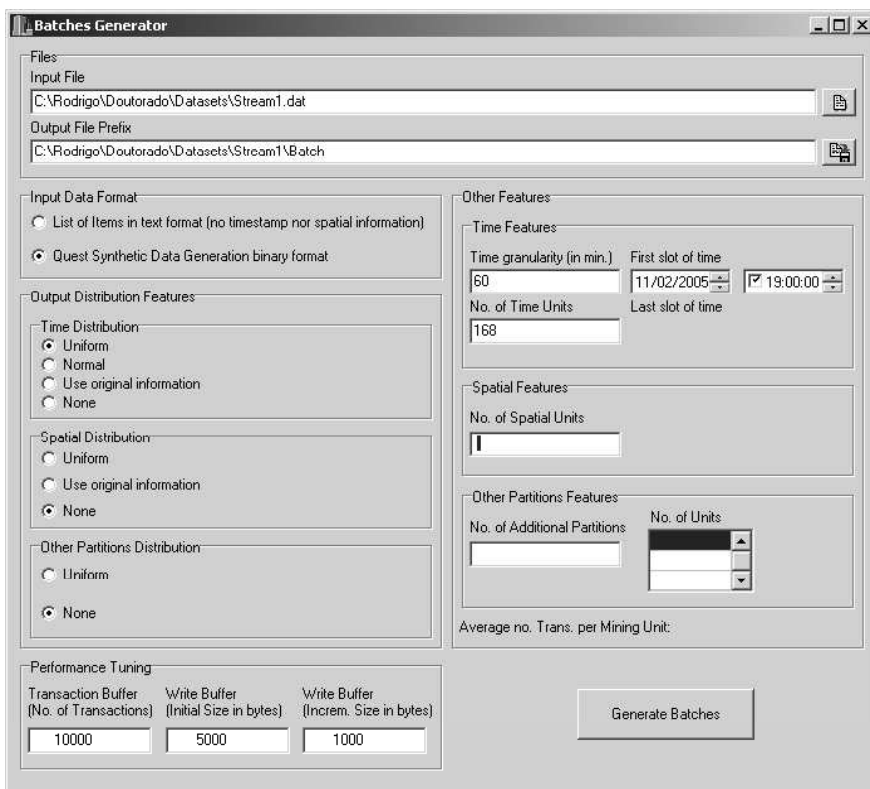 Batches Generator
Files
Input File
C:\Rodrigo\Doutorado\Datasets\Stream1.dat
Output File Prefix
C:\Rodrigo\Doutorado\Datasets\Stream1\Batch
Input Data Format
List of Items in text format (no timestamp nor spatial information)
Quest Synthetic Data Generation binary format
Output Distribution Features
Time Distribution
Uniform
Normal
Use original information
None
Spatial Distribution
Uniform
Use original information
None
Other Partitions Distribution
Uniform
None
Other Features
Time Features
Time granularity (in min.) First slot of time
60 11/02/2005 19:00:00
No. of Time Units Last slot of time
168
Spatial Features
No. of Spatial Units
Other Partitions Features
No. of Additional Partitions No. of Units
Average no. Trans. per Mining Unit:
Performance Tuning
Transaction Buffer Write Buffer Write Buffer
(No. of Transactions) (Initial Size in bytes) (Increm. Size in bytes)
10000 5000 1000
Generate Batches